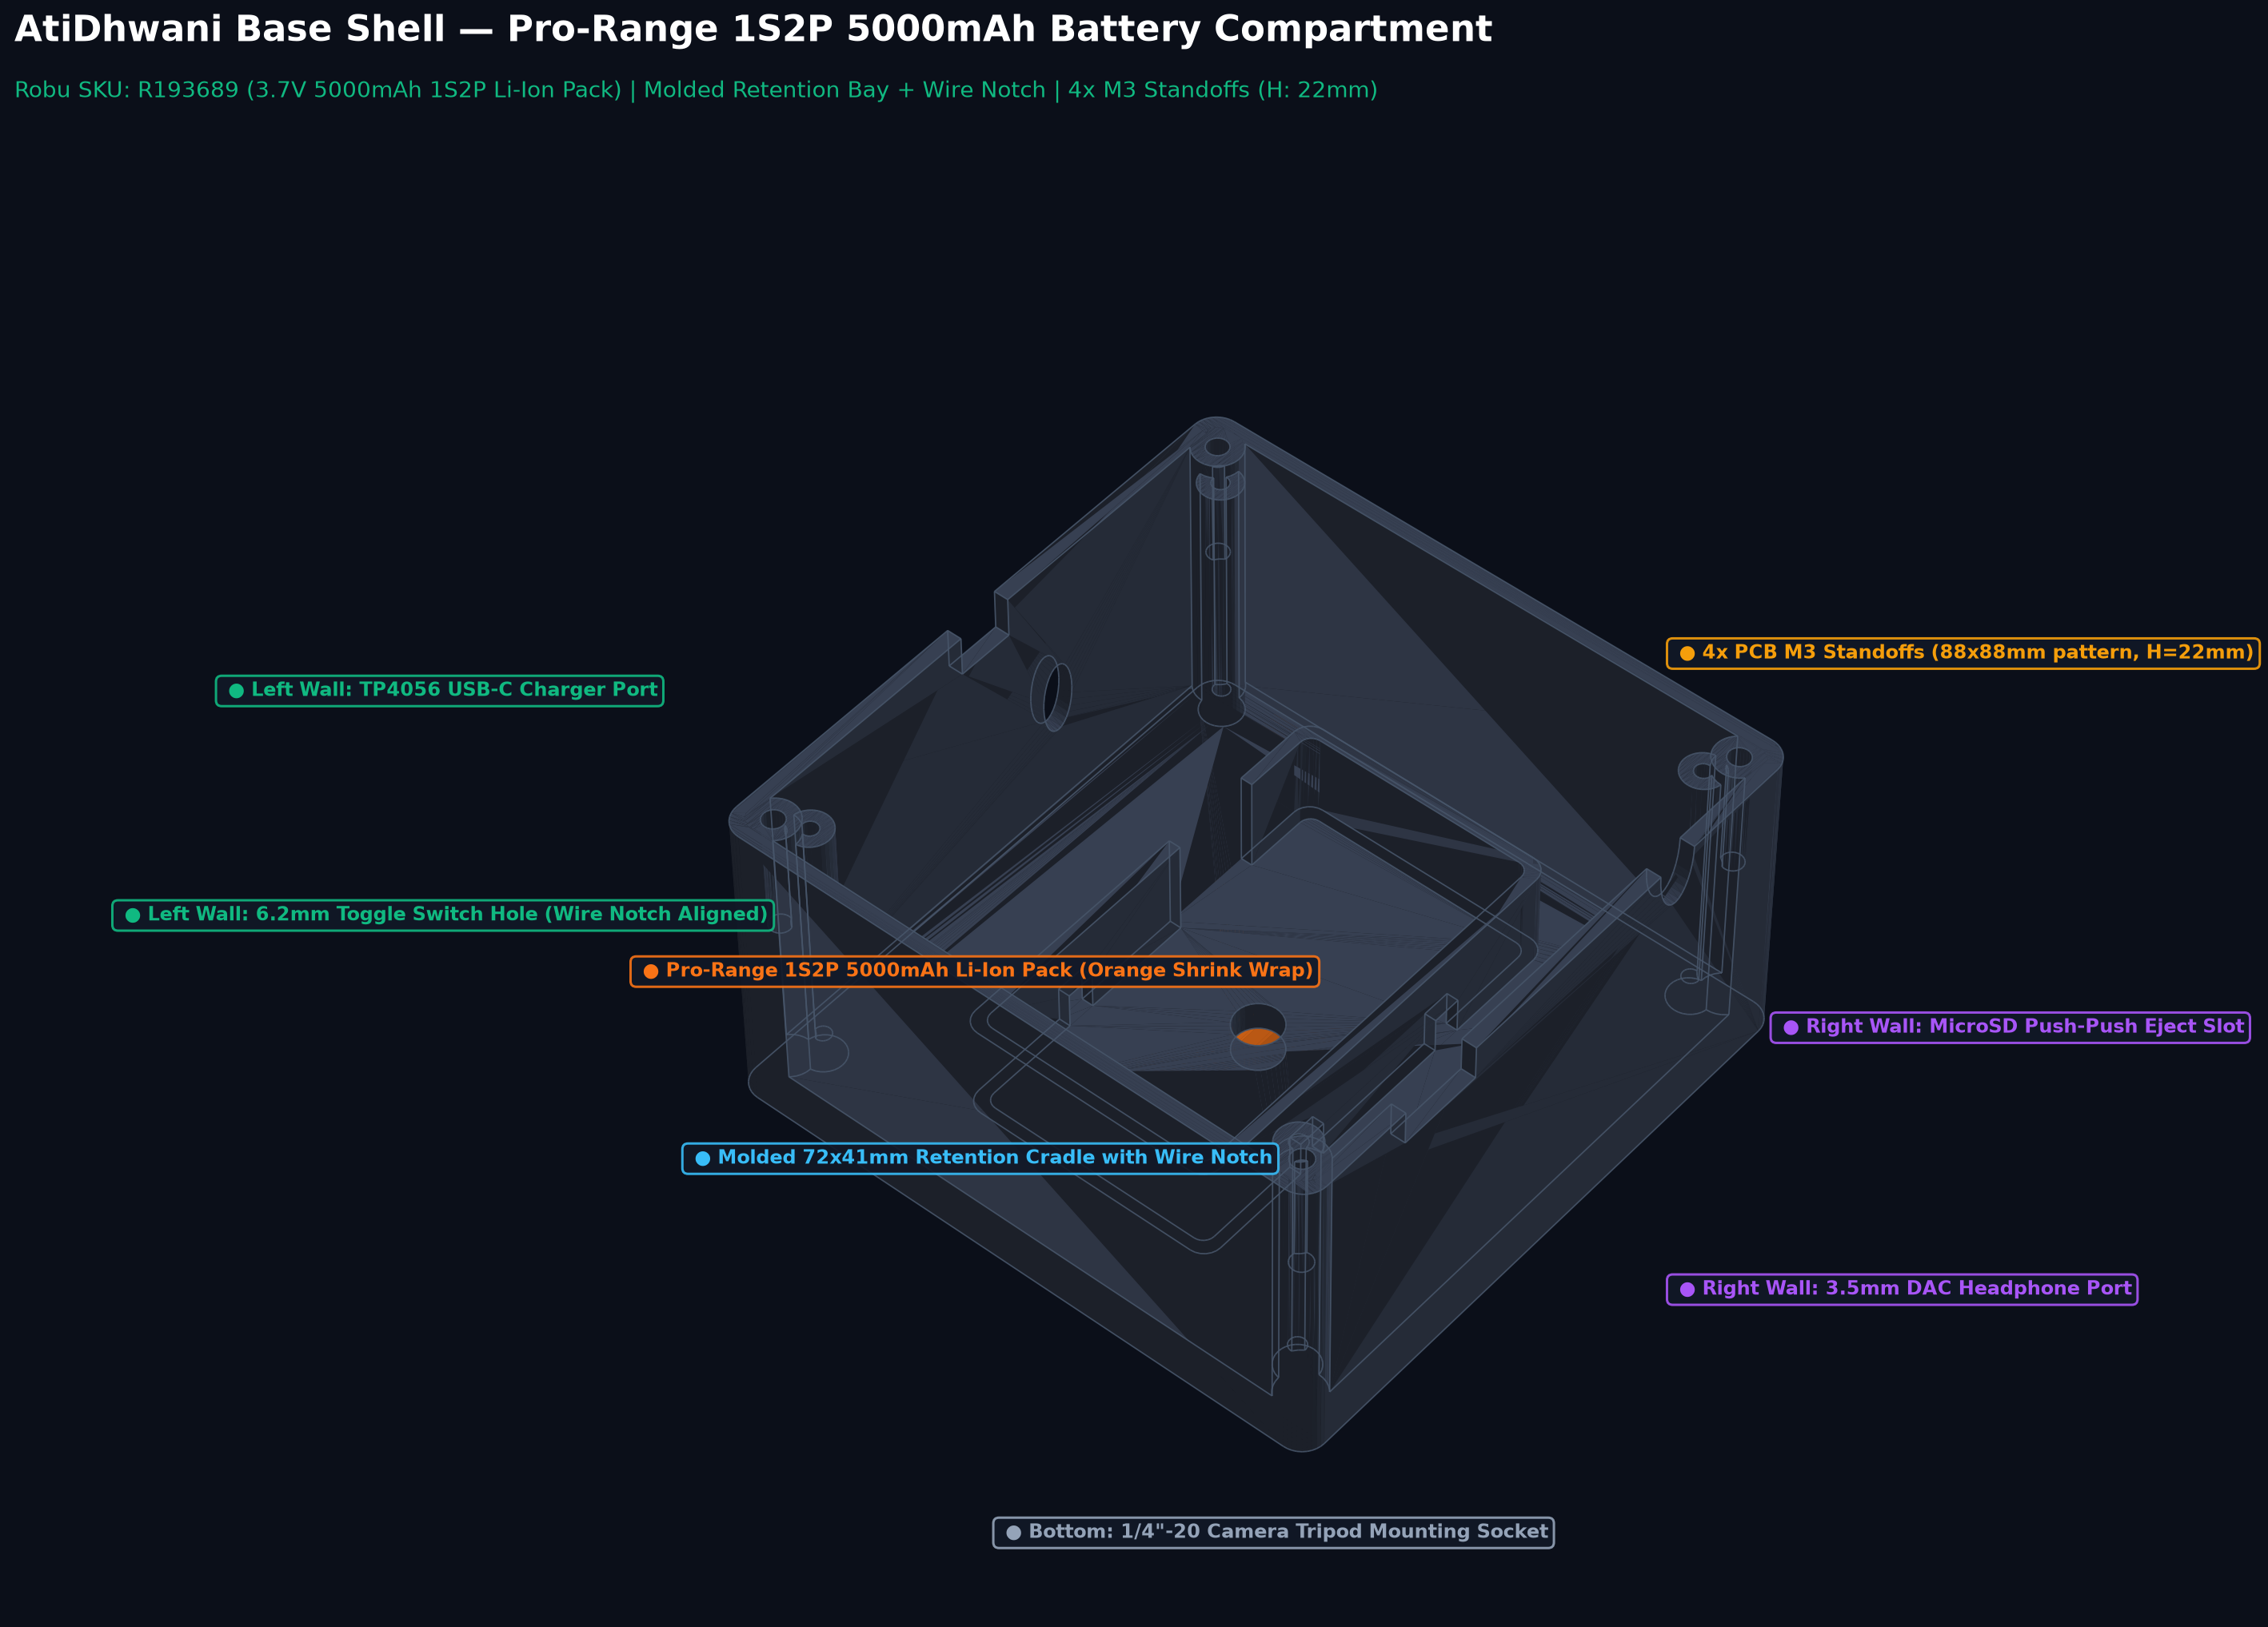 AtiDhwani Base Shell — Pro-Range 1S2P 5000mAh Battery Compartment
Robu SKU: R193689 (3.7V 5000mAh 1S2P Li-Ion Pack) | Molded Retention Bay + Wire Notch | 4x M3 Standoffs (H: 22mm)
● 4x PCB M3 Standoffs (88x88mm pattern, H=22mm)
● Left Wall: TP4056 USB-C Charger Port
● Left Wall: 6.2mm Toggle Switch Hole (Wire Notch Aligned)
● Pro-Range 1S2P 5000mAh Li-Ion Pack (Orange Shrink Wrap)
● Right Wall: MicroSD Push-Push Eject Slot
● Molded 72x41mm Retention Cradle with Wire Notch
● Right Wall: 3.5mm DAC Headphone Port
● Bottom: 1/4"-20 Camera Tripod Mounting Socket